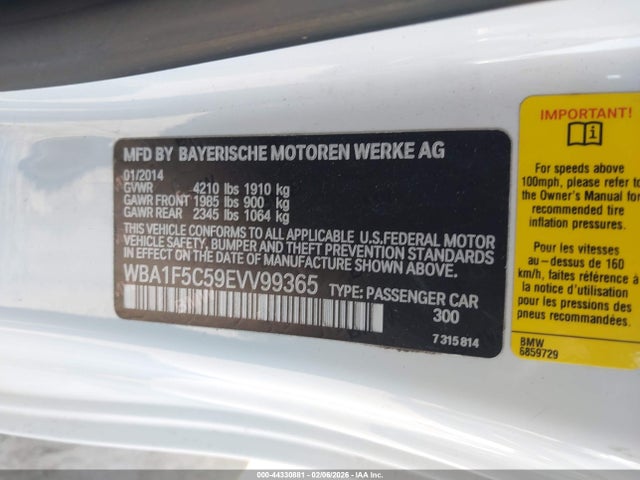 MFD BY BAYERISCHE MOTOREN WERKE AG
01/2014
GVWR 4210 lbs 1910 kg
GAWR FRONT 1985 lbs 900 kg
GAWR REAR 2345 lbs 1064 kg
THIS VEHICLE CONFORMS TO ALL APPLICABLE U.S.FEDERAL MOTOR
VEHICLE SAFETY, BUMPER AND THEFT PREVENTION STANDARDS
IN EFFECT ON THE DATE OF MANUFACTURE SHOWN ABOVE.
WBA1F5C59EVV99365 TYPE: PASSENGER CAR
300
7 315 814
IMPORTANT!
For speeds above
100mph, please refer to
the Owner's Manual for
recommended tire
inflation pressures.
Pour les vitesses
au-dessus de 160
km/h, faites référence à
la notice d'utilisation
pour les pressions des
pneu recommandées.
BMW
6859729
000-44330881 - 02/06/2026 - IAA.com